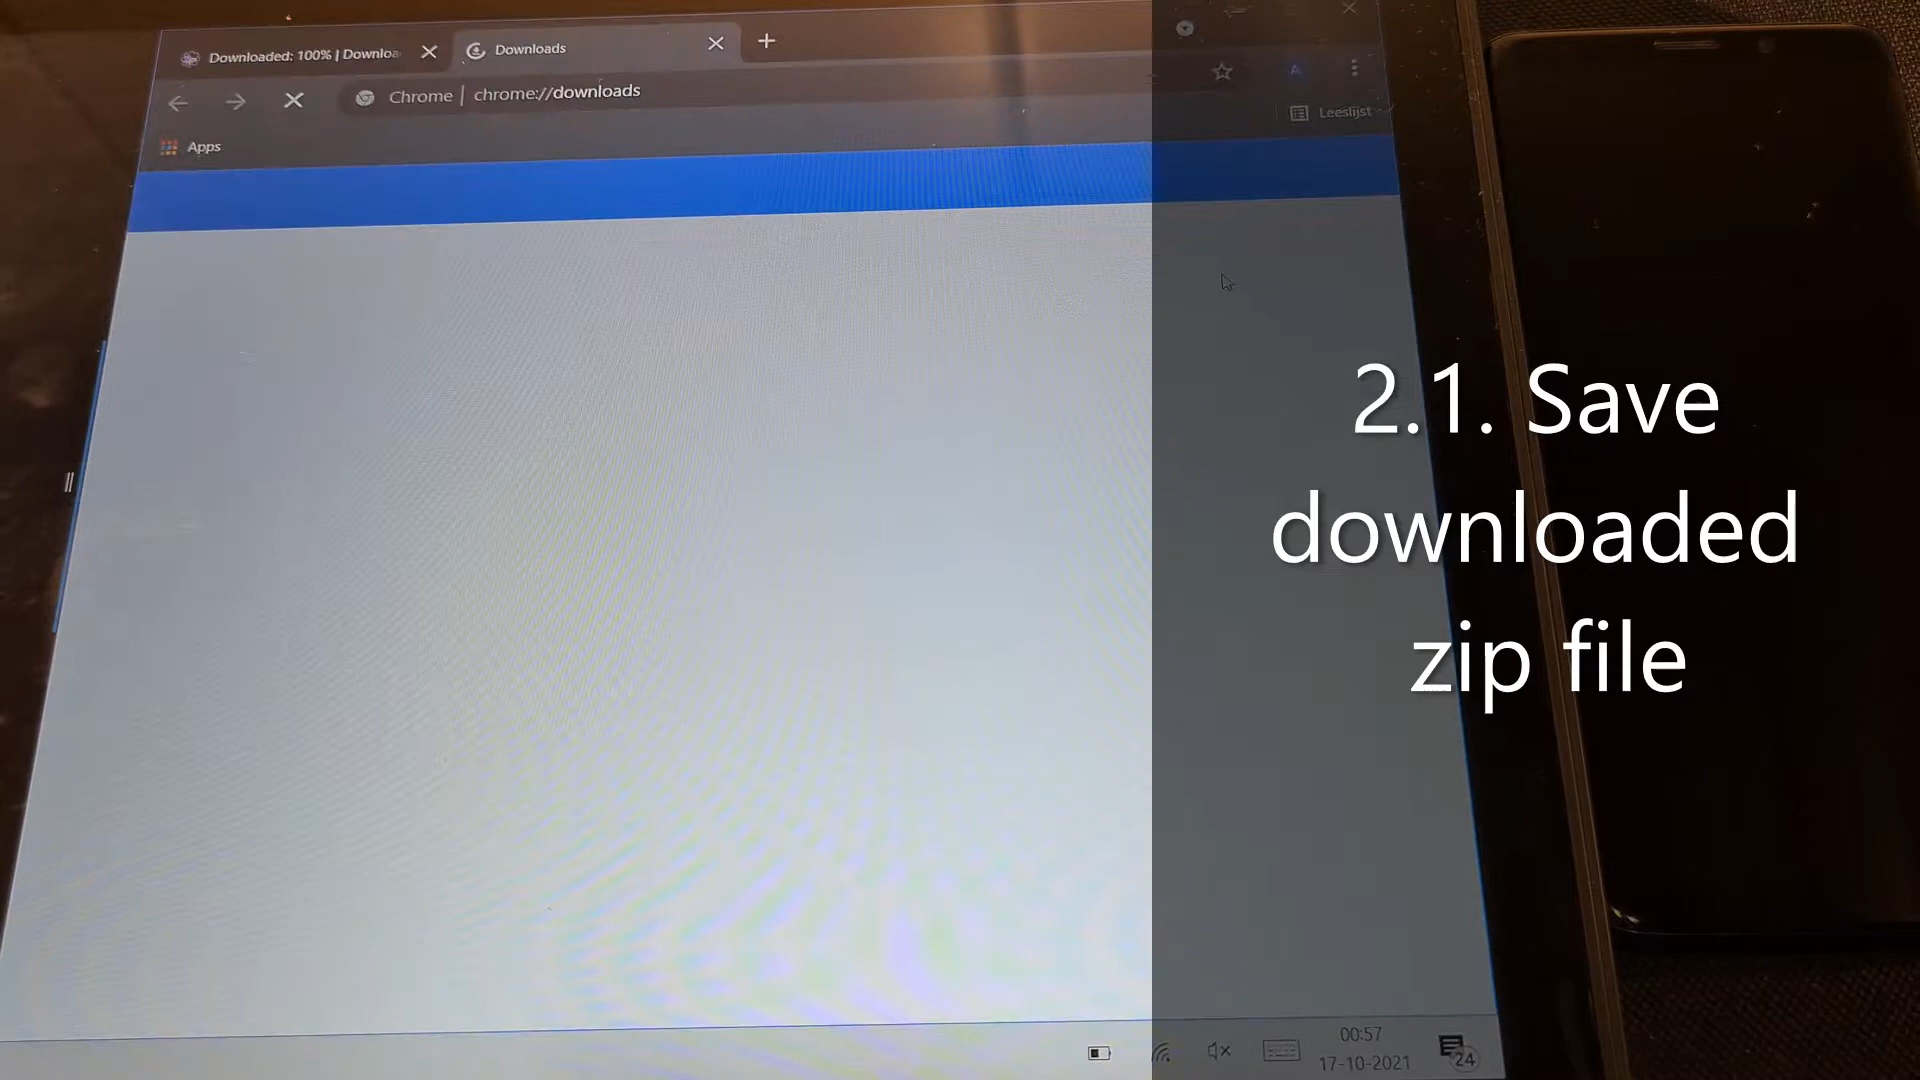 Downloaded: 100% | Downloa
Downloads
Chrome | chrome://downloads
Leeslijst
Apps
2.1. Save
downloaded
zip file
00:57
17-10-2021
24